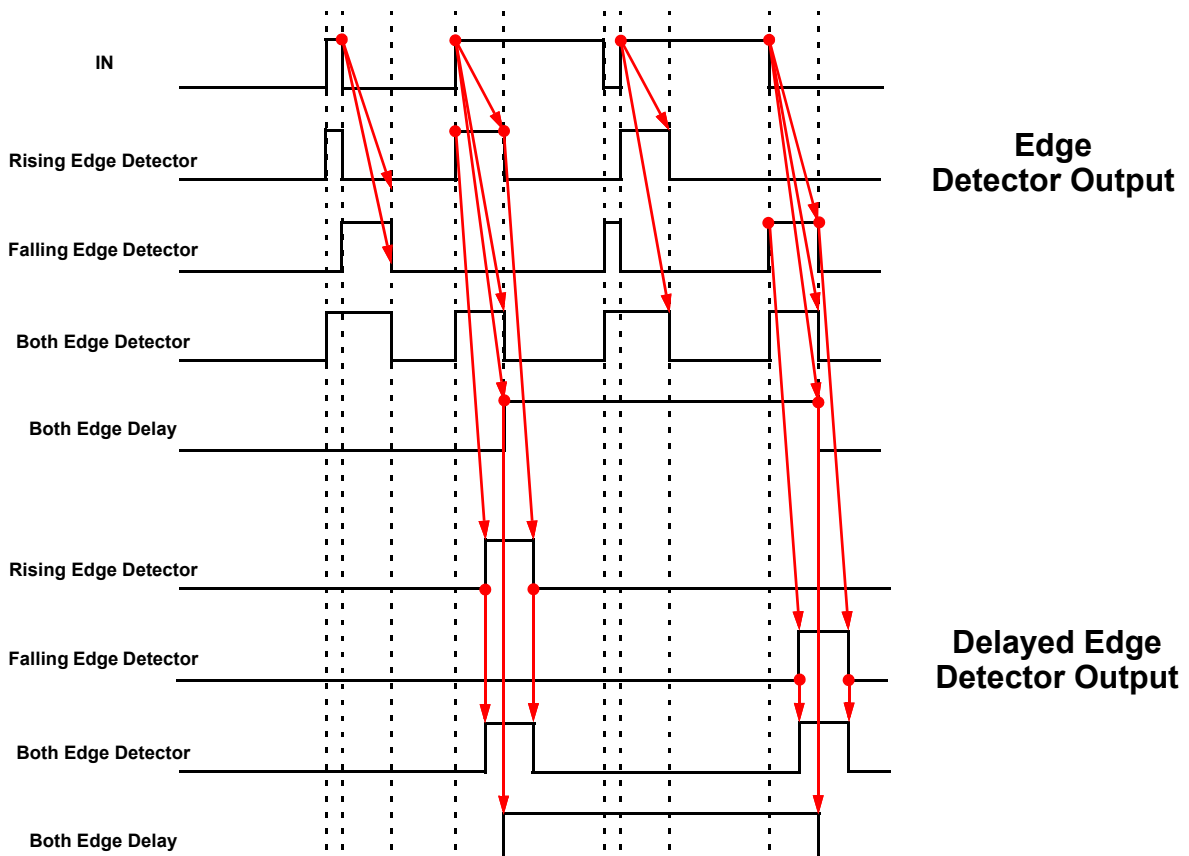 IN
Rising Edge Detector
Edge
Detector Output
Falling Edge Detector
Both Edge Detector
Both Edge Delay
Rising Edge Detector
Falling Edge Detector
Delayed Edge
Detector Output
Both Edge Detector
Both Edge Delay